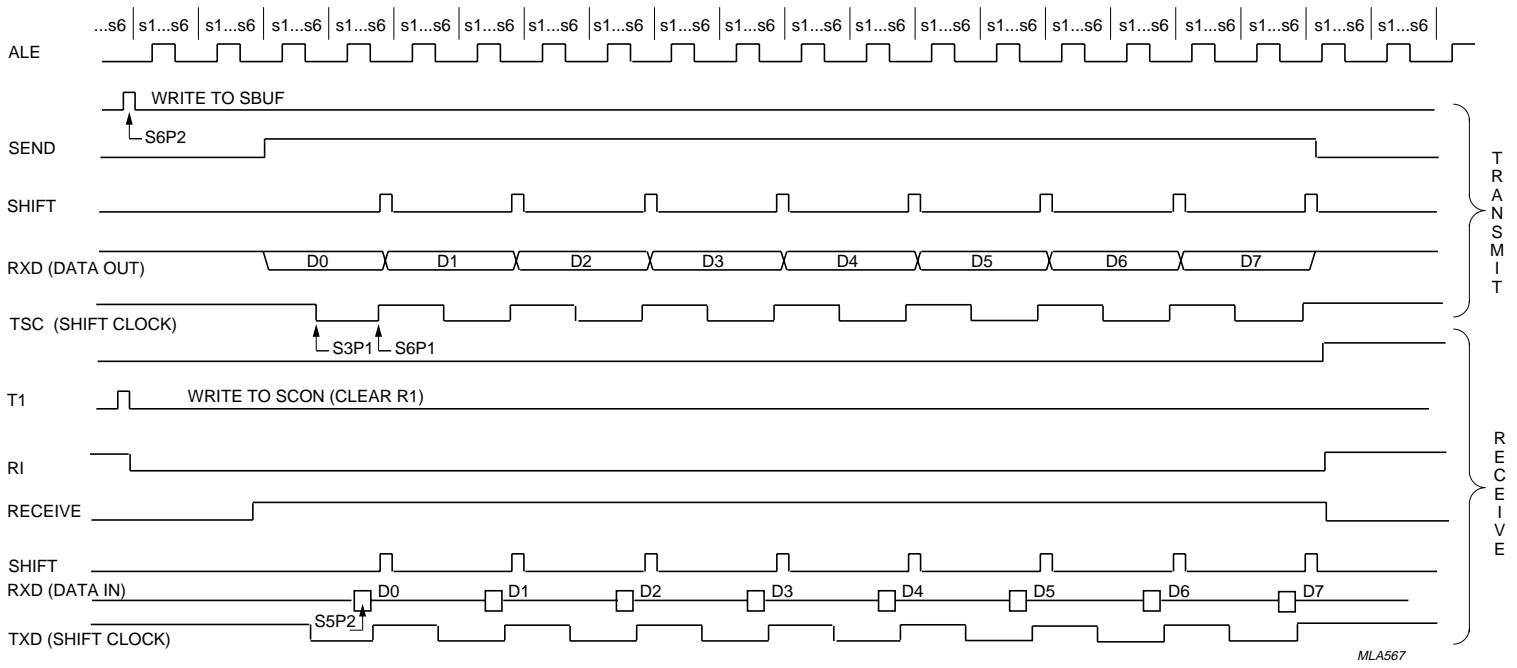 ...s6 s1...s6 s1...s6 s1...s6 s1...s6 s1...s6 s1...s6 s1...s6 s1...s6 s1...s6 s1...s6 s1...s6 s1...s6 s1...s6 s1...s6 s1...s6 s1...s6 s1...s6 s1...s6 s1...s6 s1...s6
ALE
WRITE TO SBUF
S6P2
SEND
SHIFT
RXD (DATA OUT) D0 D1 D2 D3 D4 D5 D6 D7
TSC (SHIFT CLOCK)
S3P1 S6P1
TRANSMIT
T1 WRITE TO SCON (CLEAR R1)
RI
RECEIVE
SHIFT
RXD (DATA IN) D0 D1 D2 D3 D4 D5 D6 D7
S5P2
TXD (SHIFT CLOCK)
RECEIVE
MLA567